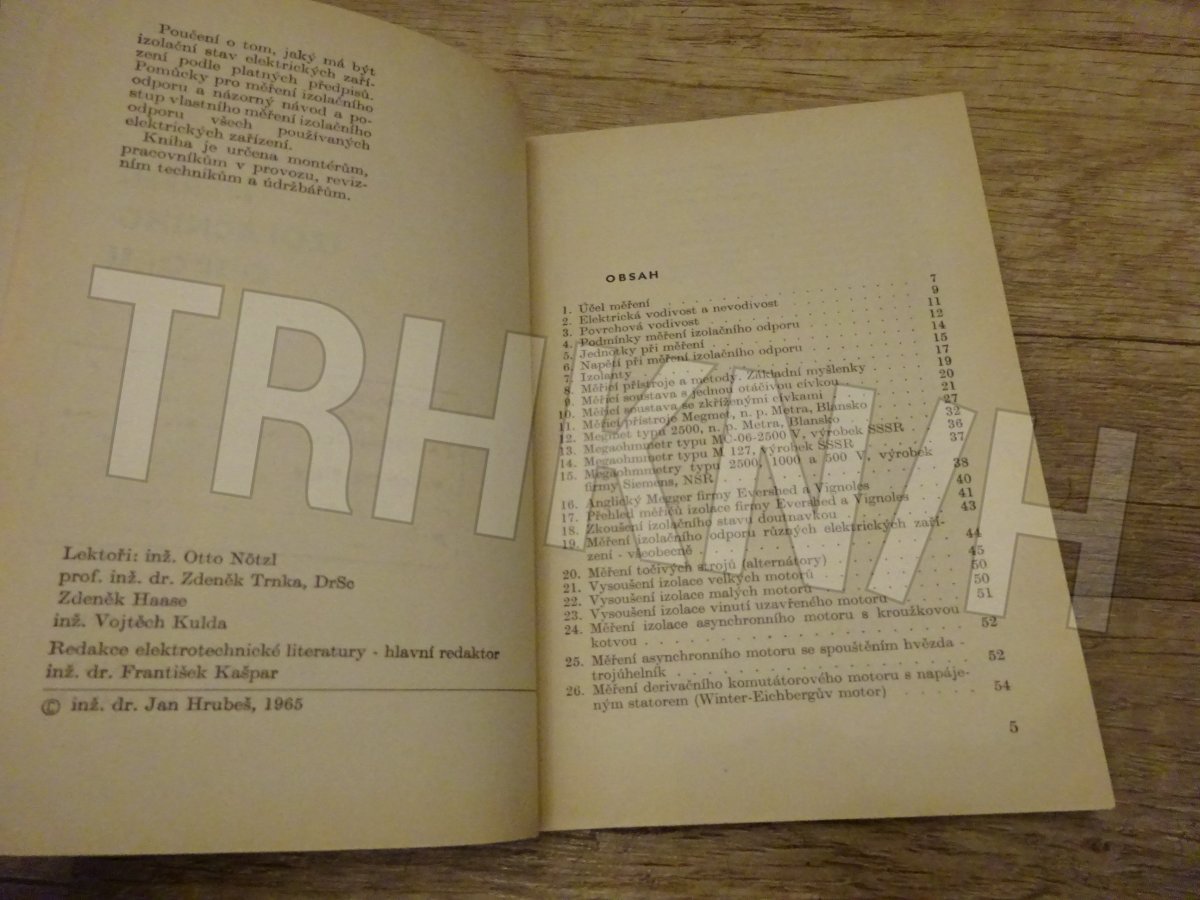 Poučení o tom, jaký má být
izolační stav elektrických zaří-
zení podle platných předpisů.
Pomůcky pro měření izolačního
odporu a názorný návod a po-
stup vlastního měření izolačního
odporu všech používaných
elektrických zařízení.
Kniha je určena montérům,
pracovníkům v provozu, reviz-
ním technikům a údržbářům.
Lektoři: inž. Otto Nötzl
prof. inž. dr. Zdeněk Trnka, DrSc
Zdeněk Haase
inž. Vojtěch Kulda
Redakce elektrotechnické literatury - hlavní redaktor
inž. dr. František Kašpar
© inž. dr. Jan Hrubeš, 1965
OBSAH
1. Účel měření 7
2. Elektrická vodivost a nevodivost 9
3. Povrchová vodivost 11
4. Podmínky měření izolačního odporu 12
5. Jednotky při měření 14
6. Napětí při měření izolačního odporu 15
7. Izolanty 17
8. Měřicí přístroje a metody. Základní myšlenky 19
9. Měřicí soustava s jednou otáčivou cívkou 20
10. Měřicí soustava se zkříženými cívkami 21
11. Měřicí přístroje Megmet, n. p. Metra, Blansko 27
12. Megmet typu 2500, n. p. Metra, Blansko 32
13. Megaohmmetr typu MC-06-2500 V, výrobek SSSR 36
14. Megaohmmetr typu M 127, výrobek SSSR 37
15. Megaohmmetry typu 2500, 1000 a 500 V, výrobek
firmy Siemens, NSR 38
16. Anglický Megger firmy Evershed a Vignoles 40
17. Přehled měřičů izolace firmy Evershed a Vignoles 41
18. Zkoušení izolačního stavu doutnavkou 43
19. Měření izolačního odporu různých elektrických zaří-
zení - všeobecně 44
20. Měření točivých strojů (alternátory) 45
21. Vysoušení izolace velkých motorů 50
22. Vysoušení izolace malých motorů 50
23. Vysoušení izolace vinutí uzavřeného motoru 51
24. Měření izolace asynchronního motoru s kroužkovou
kotvou 52
25. Měření asynchronního motoru se spouštěním hvězda -
trojúhelník 52
26. Měření derivačního komutátorového motoru s napáje-
ným statorem (Winter-Eichbergův motor) 54
5
TRH KNIH